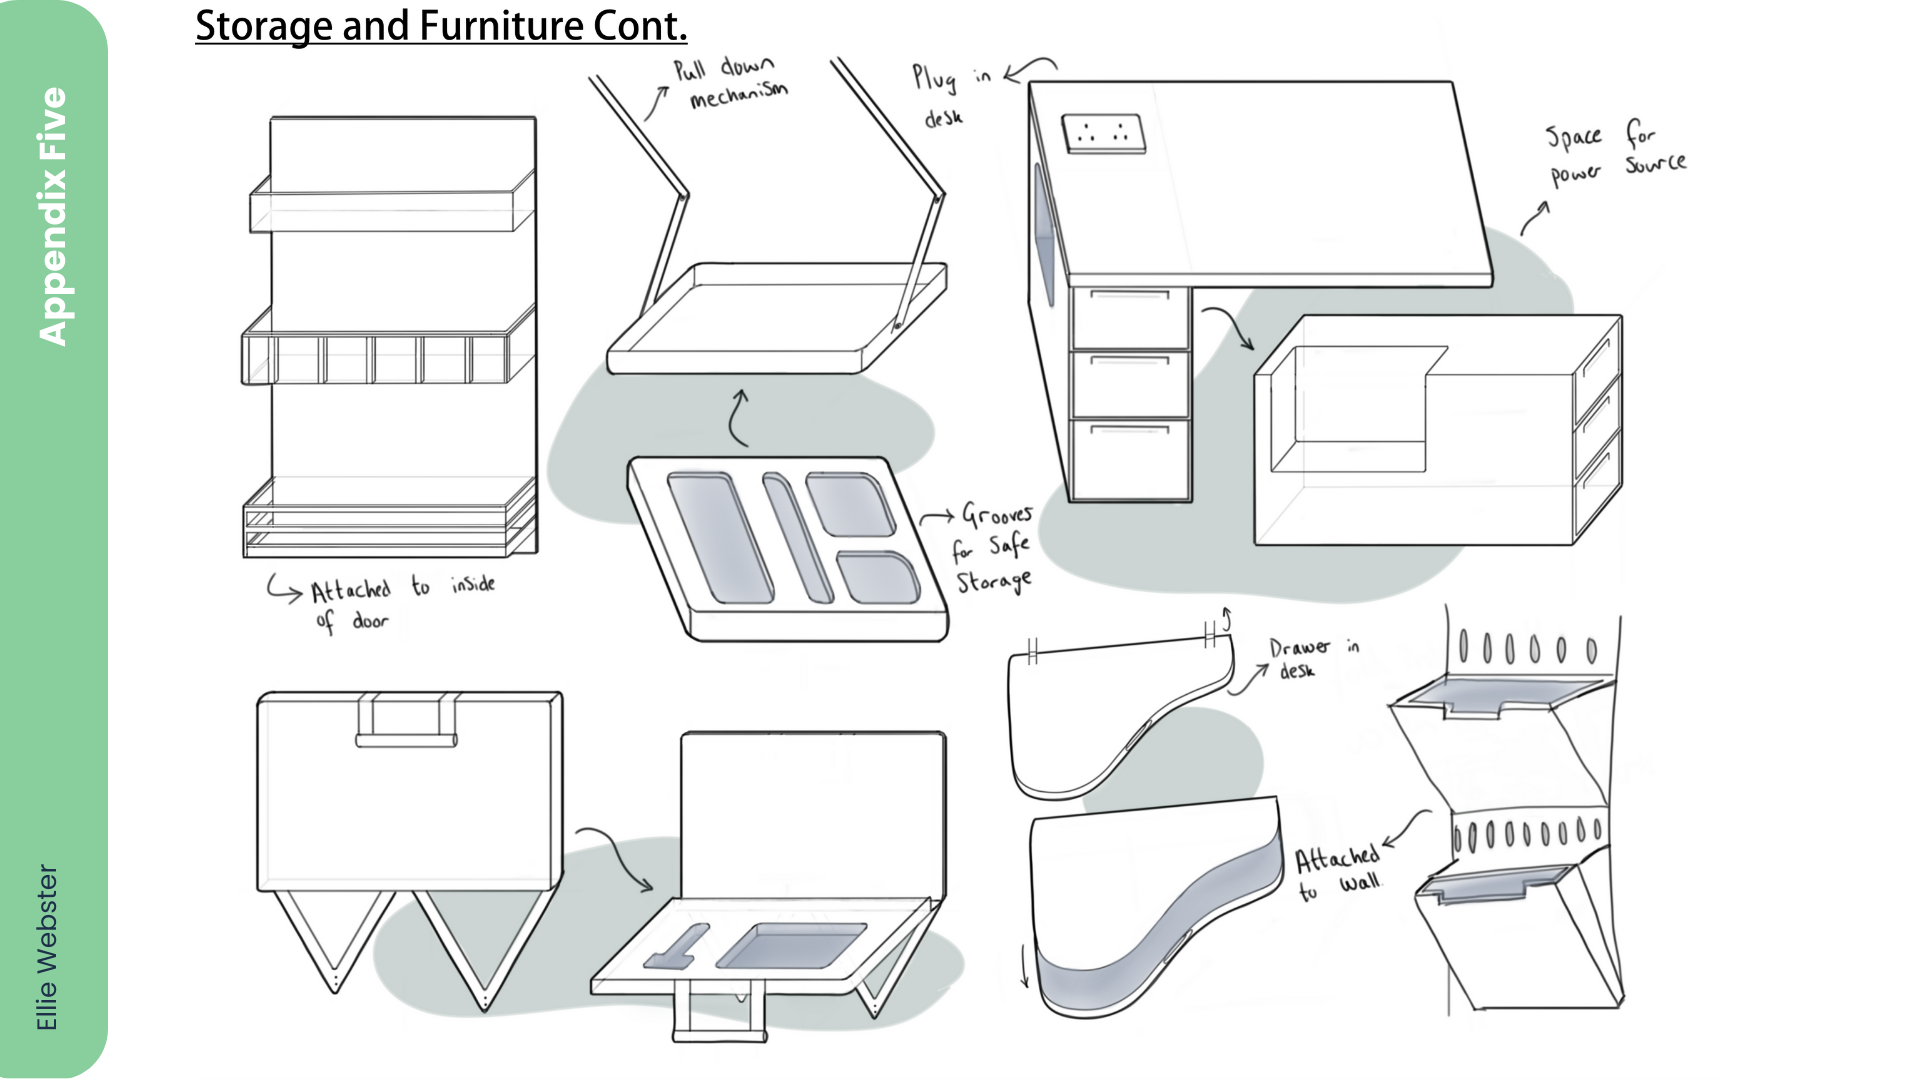 Storage and Furniture Cont.
Appendix Five
Ellie Webster
Pull down
mechanism
Plug in
desk
Space for
power Source
Attached to inside
of door
Grooves
for Safe
Storage
Drawer in
desk
Attached
to wall.